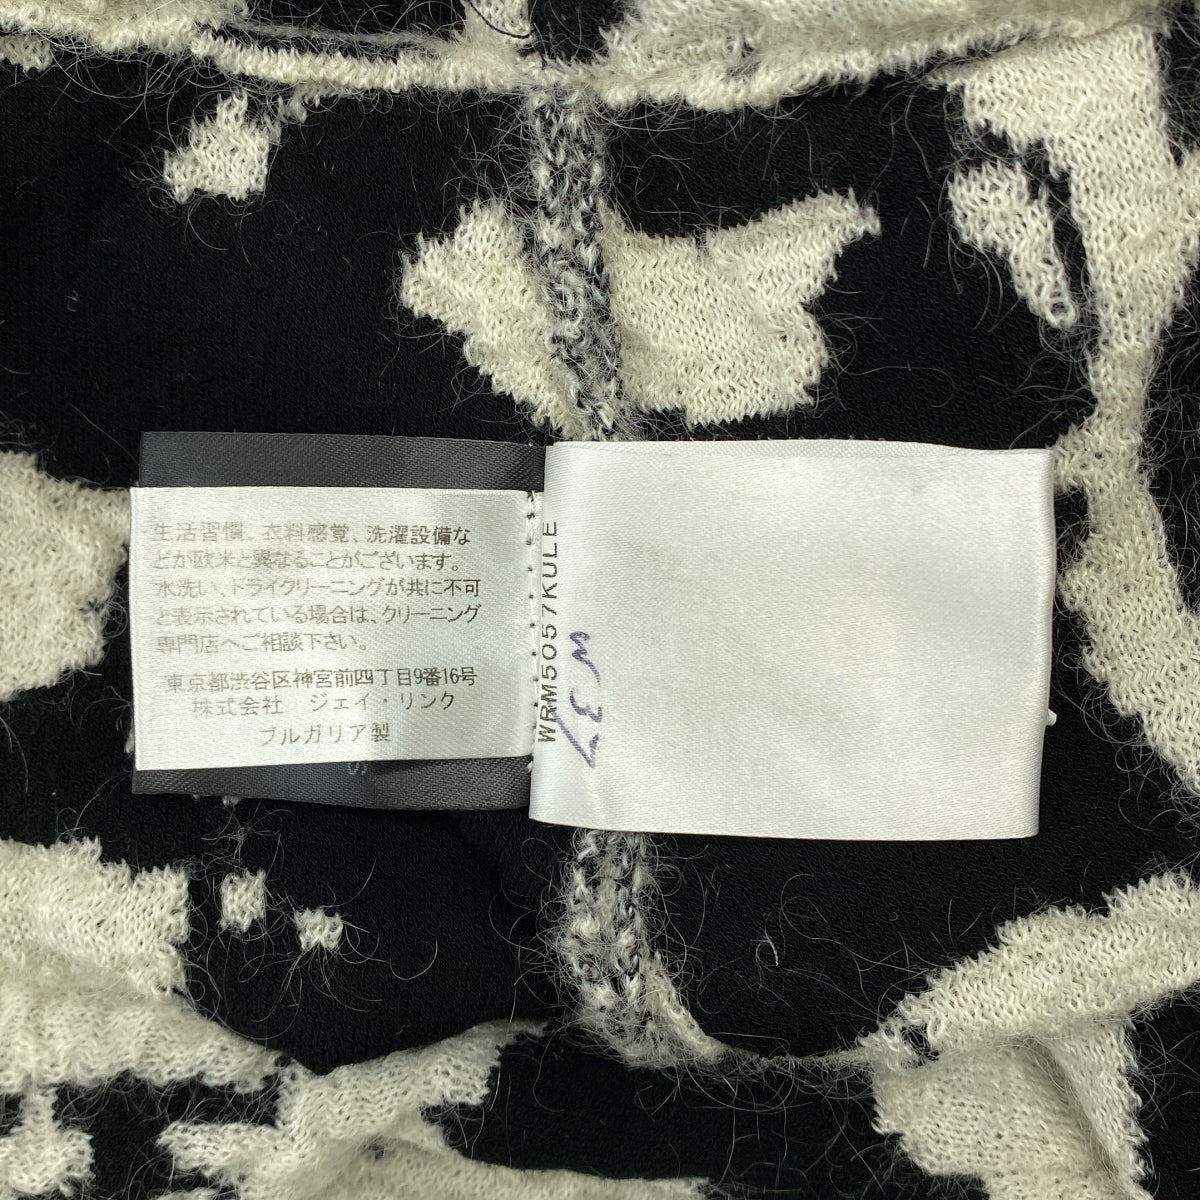 生活習慣、衣料感覚、洗濯設備な
どが欧米と異なることがございます。
水洗い、ドライクリーニングが共に不可
と表示されている場合は、クリーニング
専門店へご相談下さい。
東京都渋谷区神宮前四丁目9番16号
株式会社 ジェイ・リンク
ブルガリア製
S
WRM5057KULE
W 37